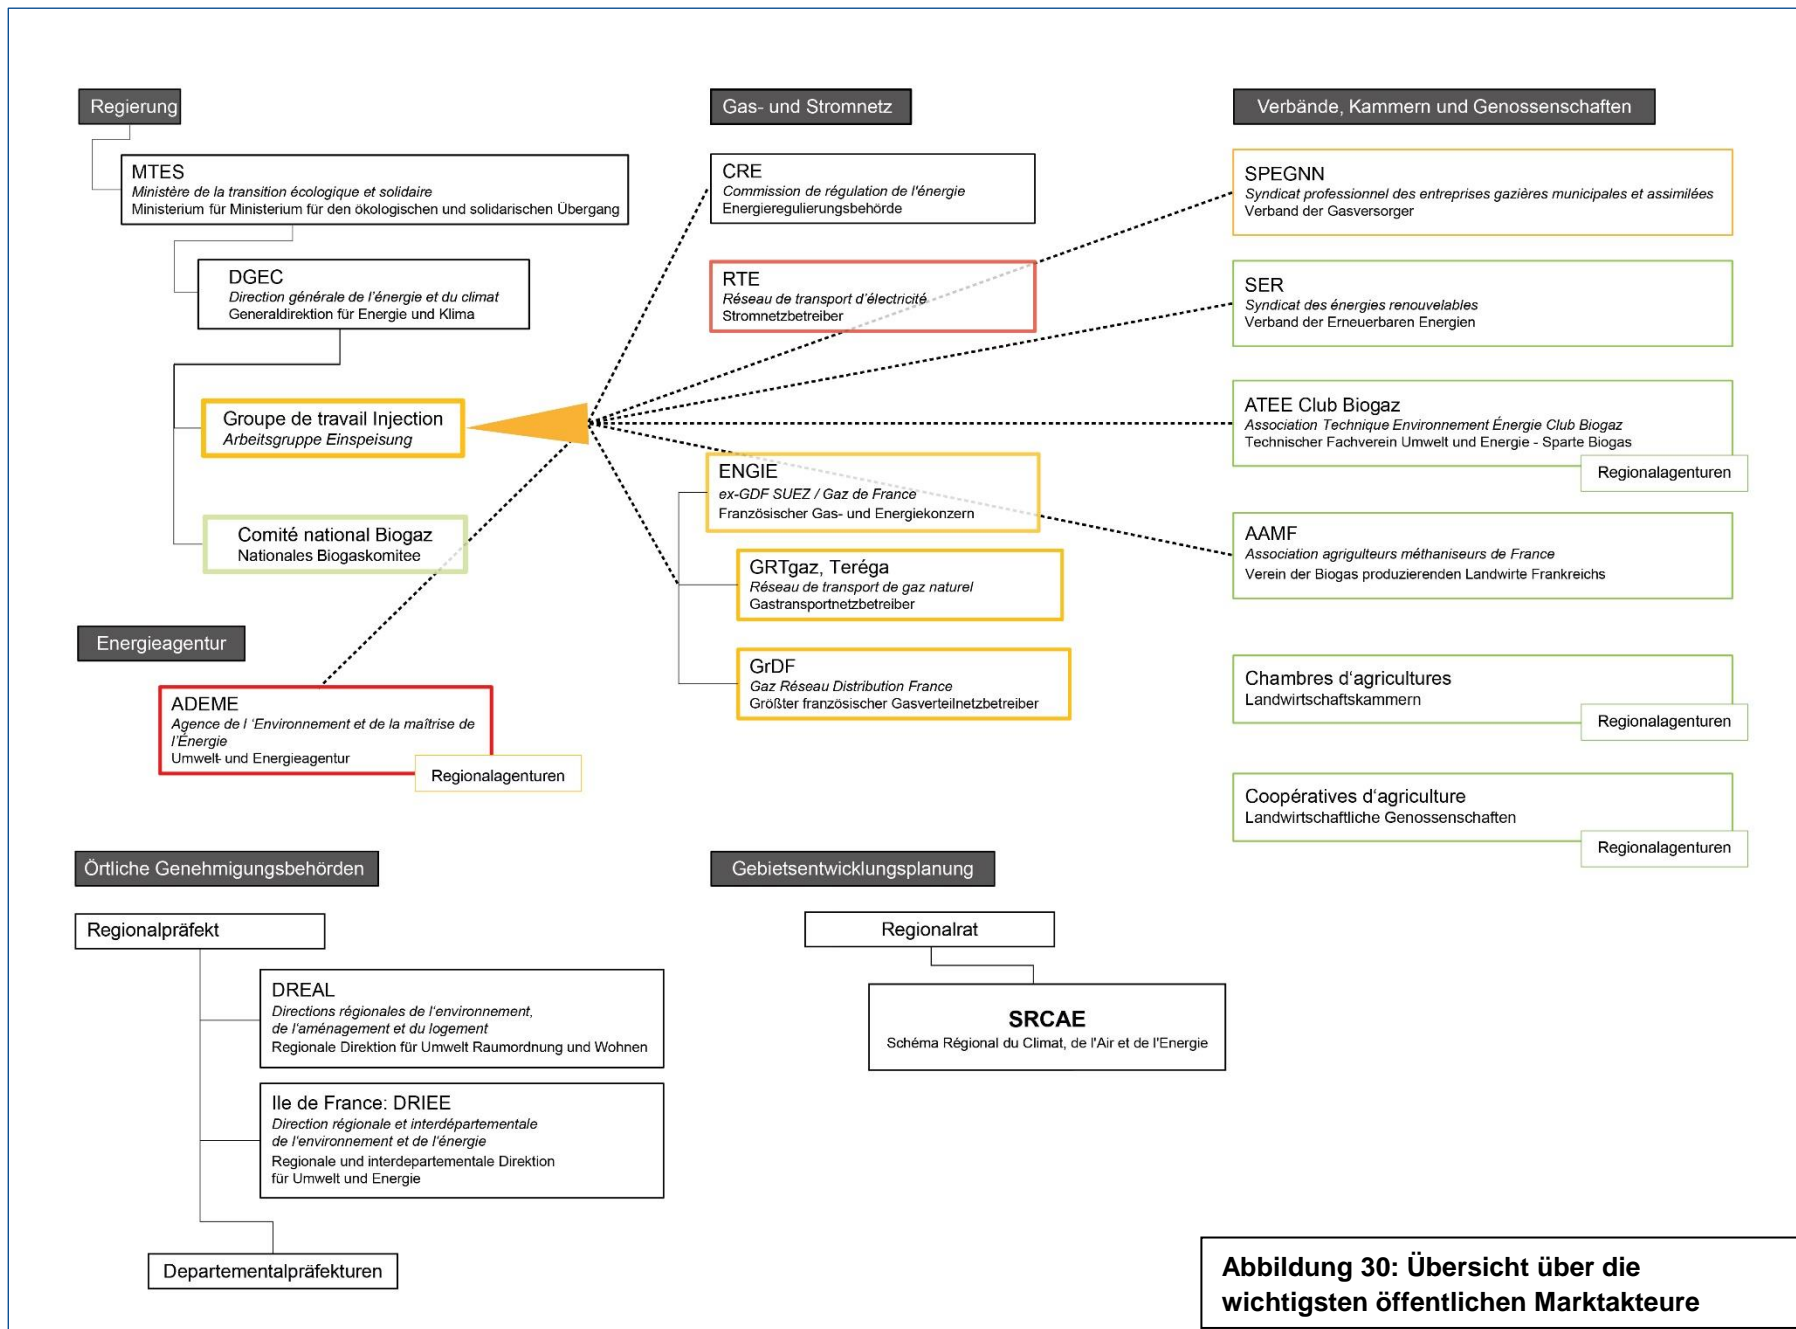 Regierung
MTES
Ministère de la transition écologique et solidaire
Ministerium für Ministerium für den ökologischen und solidarischen Übergang
DGEC
Direction générale de l'énergie et du climat
Generaldirektion für Energie und Klima
Groupe de travail Injection
Arbeitsgruppe Einspeisung
Comité national Biogaz
Nationales Biogaskomitee
Energieagentur
ADEME
Agence de l 'Environnement et de la maîtrise de
l'Énergie
Umwelt- und Energieagentur
Regionalagenturen
Gas- und Stromnetz
CRE
Commission de régulation de l'énergie
Energieregulierungsbehörde
RTE
Réseau de transport d'électricité
Stromnetzbetreiber
ENGIE
ex-GDF SUEZ / Gaz de France
Französischer Gas- und Energiekonzern
GRTgaz, Teréga
Réseau de transport de gaz naturel
Gastransportnetzbetreiber
GrDF
Gaz Réseau Distribution France
Größter französischer Gasverteilnetzbetreiber
Verbände, Kammern und Genossenschaften
SPEGNN
Syndicat professionnel des entreprises gazières municipales et assimilées
Verband der Gasversorger
SER
Syndicat des énergies renouvelables
Verband der Erneuerbaren Energien
ATEE Club Biogaz
Association Technique Environnement Énergie Club Biogaz
Technischer Fachverein Umwelt und Energie - Sparte Biogas
Regionalagenturen
AAMF
Association agrigulteurs méthaniseurs de France
Verein der Biogas produzierenden Landwirte Frankreichs
Chambres d'agricultures
Landwirtschaftskammern
Regionalagenturen
Coopératives d'agriculture
Landwirtschaftliche Genossenschaften
Regionalagenturen
Örtliche Genehmigungsbehörden
Regionalpräfekt
DREAL
Directions régionales de l'environnement,
de l'aménagement et du logement
Regionale Direktion für Umwelt Raumordnung und Wohnen
Ile de France: DRIEE
Direction régionale et interdépartementale
de l'environnement et de l'énergie
Regionale und interdepartementale Direktion
für Umwelt und Energie
Departementalpräfekturen
Gebietsentwicklungsplanung
Regionalrat
SRCAE
Schéma Régional du Climat, de l'Air et de l'Energie
Abbildung 30: Übersicht über die
wichtigsten öffentlichen Marktakteure